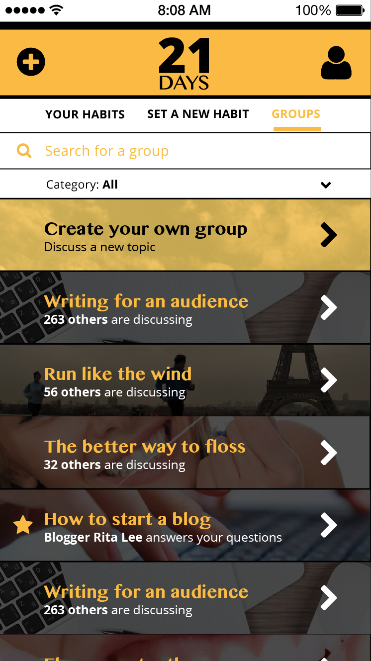 8:08 AM
100%
21
DAYS
YOUR HABITS
SET A NEW HABIT
GROUPS
Search for a group
Category: All
Create your own group
Discuss a new topic
Writing for an audience
263 others are discussing
Run like the wind
56 others are discussing
The better way to floss
32 others are discussing
How to start a blog
Blogger Rita Lee answers your questions
Writing for an audience
263 others are discussing